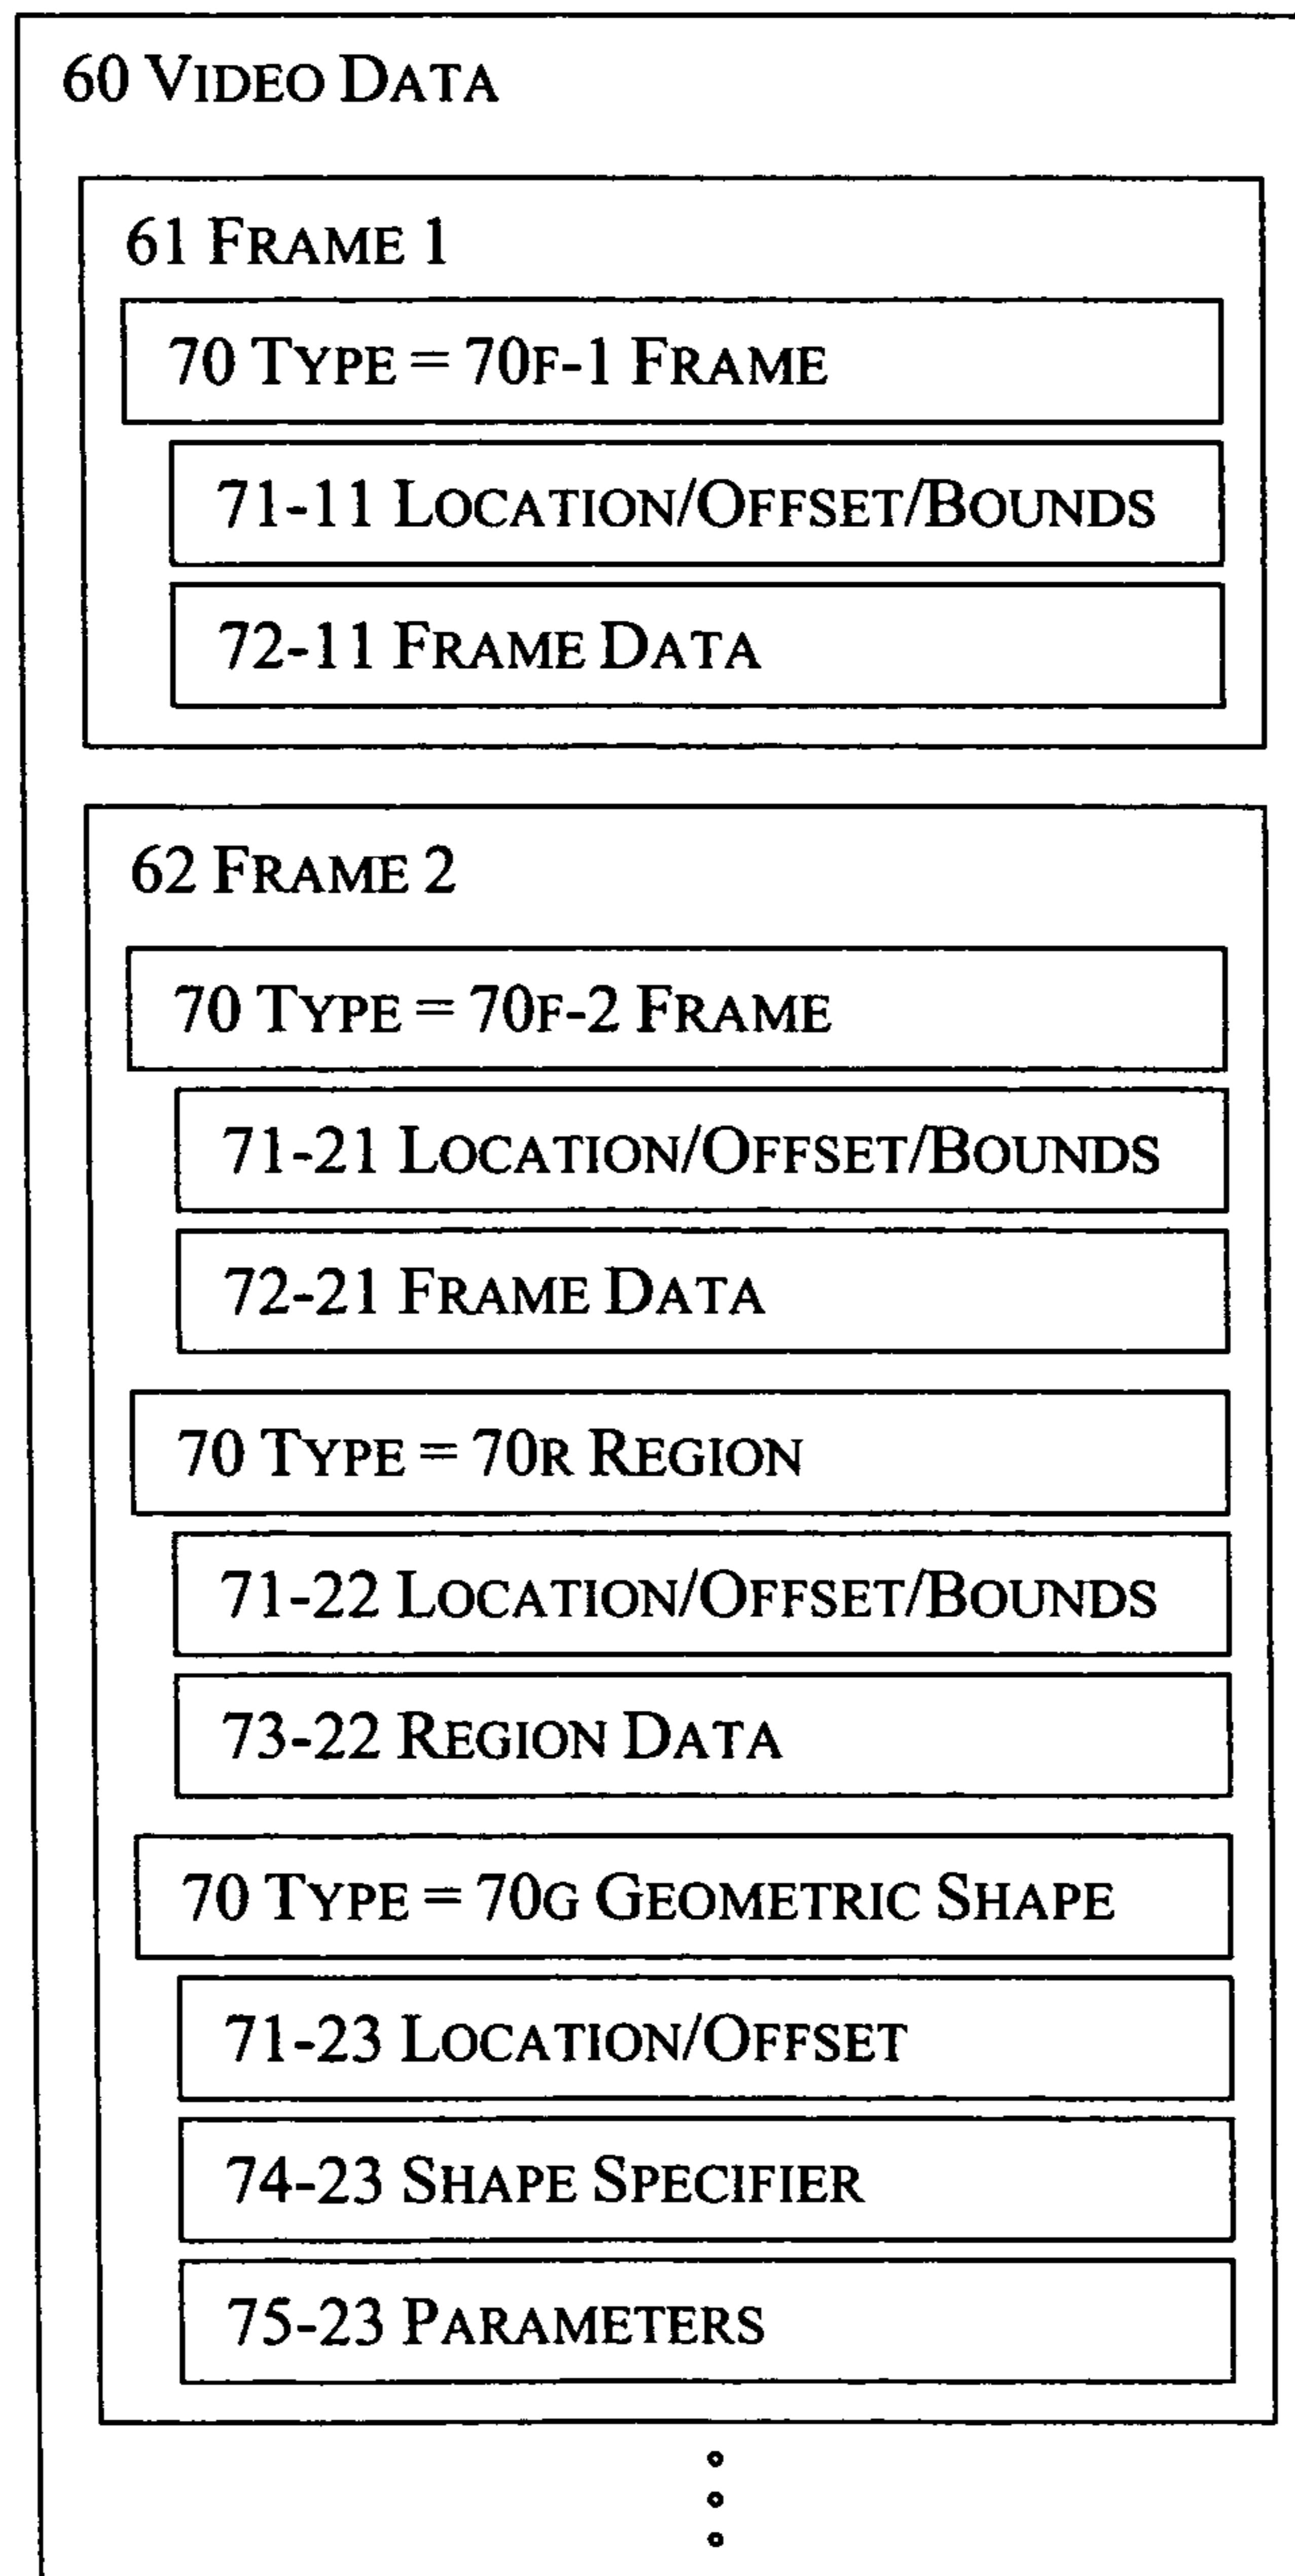 60 VIDEO DATA
61 FRAME 1
70 TYPE = 70F-1 FRAME
71-11 LOCATION/OFFSET/BOUNDS
72-11 FRAME DATA
62 FRAME 2
70 TYPE = 70F-2 FRAME
71-21 LOCATION/OFFSET/BOUNDS
72-21 FRAME DATA
70 TYPE = 70R REGION
71-22 LOCATION/OFFSET/BOUNDS
73-22 REGION DATA
70 TYPE = 70G GEOMETRIC SHAPE
71-23 LOCATION/OFFSET
74-23 SHAPE SPECIFIER
75-23 PARAMETERS